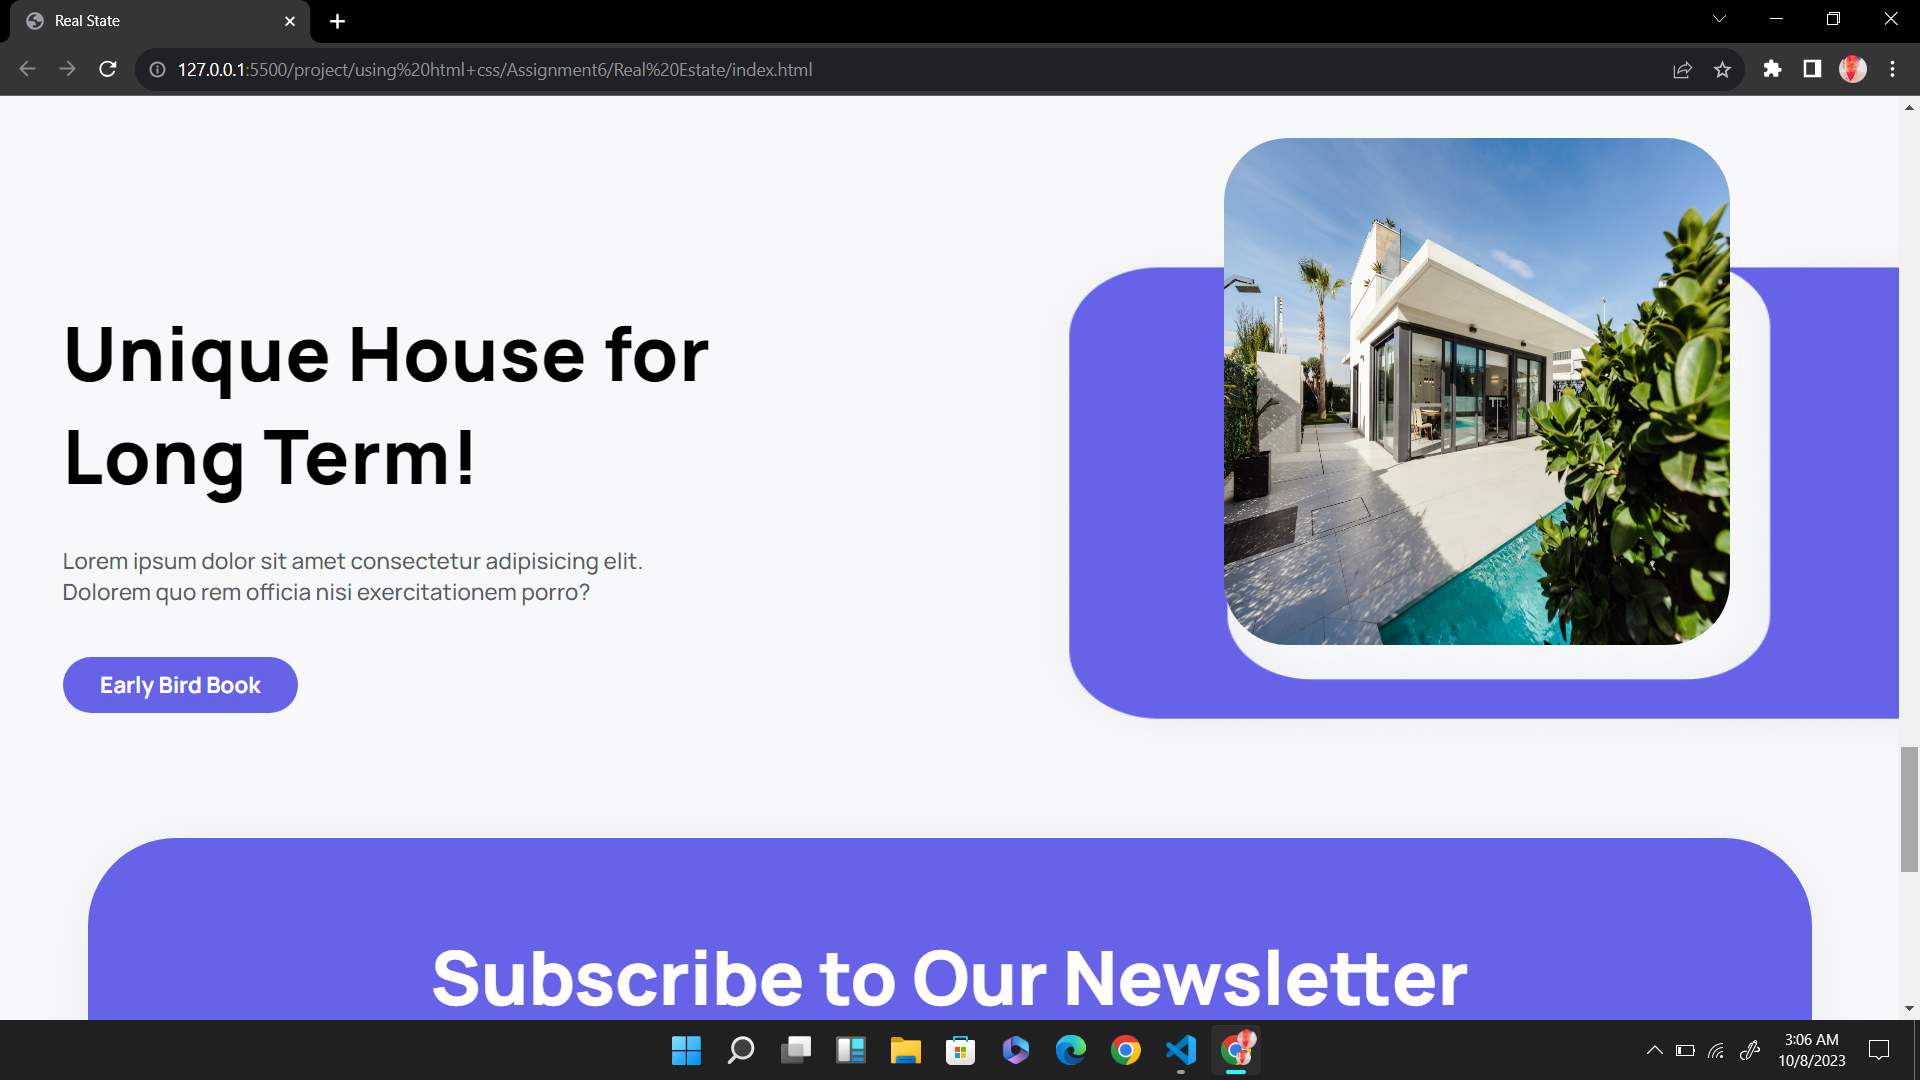 Real State
127.0.0.1:5500/project/using%20html+css/Assignment6/Real%20Estate/index.html
Unique House for
Long Term!
Lorem ipsum dolor sit amet consectetur adipisicing elit.
Dolorem quo rem officia nisi exercitationem porro?
Early Bird Book
Subscribe to Our Newsletter
3:06 AM
10/8/2023